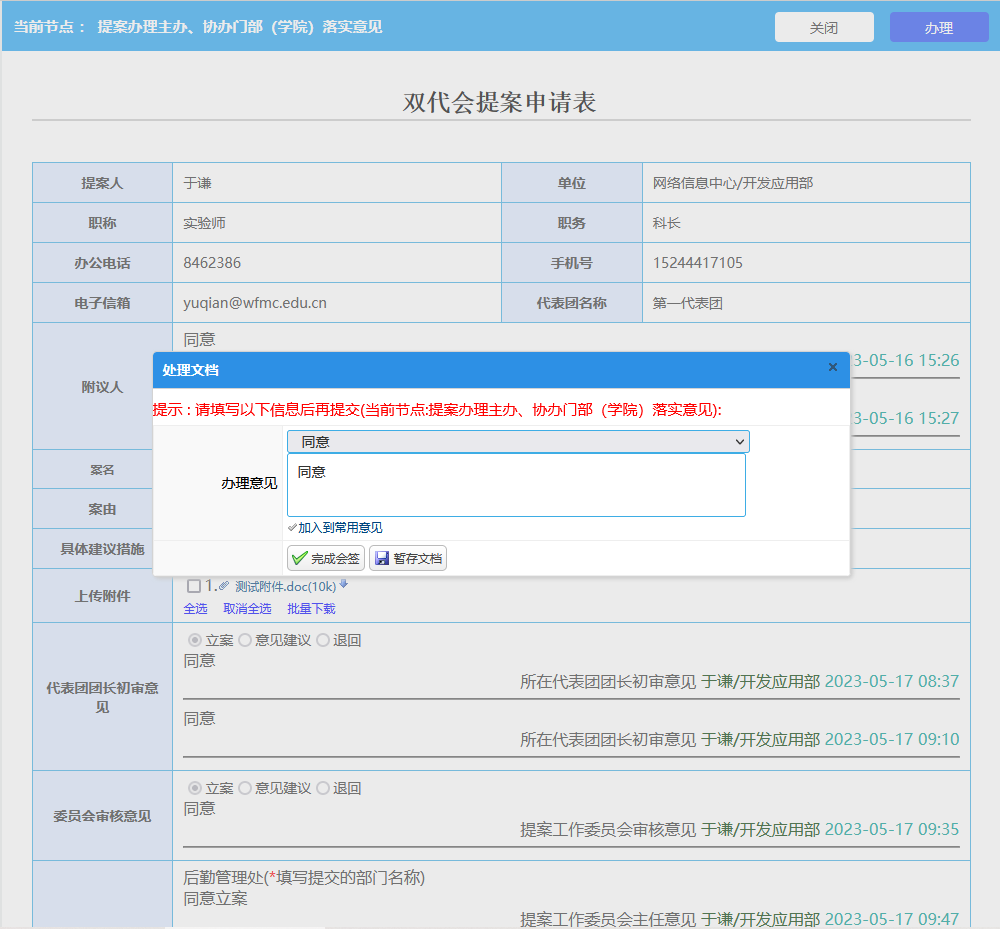 当前节点： 提案办理主办、协办门部（学院）落实意见
关闭
办理
双代会提案申请表
提案人 于谦 单位 网络信息中心/开发应用部
职称 实验师 职务 科长
办公电话 8462386 手机号 15244417105
电子信箱 yuqian@wfmc.edu.cn 代表团名称 第一代表团
附议人
同意
3-05-16 15:26
3-05-16 15:27
处理文档
×
提示 : 请填写以下信息后再提交(当前节点:提案办理主办、协办门部（学院）落实意见):
办理意见
同意
同意
加入到常用意见
完成会签 暂存文档
案名
案由
具体建议措施
上传附件
1. 测试附件.doc(10k)
全选 取消全选 批量下载
代表团团长初审意见
立案 意见建议 退回
同意
所在代表团团长初审意见 于谦/开发应用部 2023-05-17 08:37
同意
所在代表团团长初审意见 于谦/开发应用部 2023-05-17 09:10
委员会审核意见
立案 意见建议 退回
同意
提案工作委员会审核意见 于谦/开发应用部 2023-05-17 09:35
后勤管理处(*填写提交的部门名称)
同意立案
提案工作委员会主任意见 于谦/开发应用部 2023-05-17 09:47